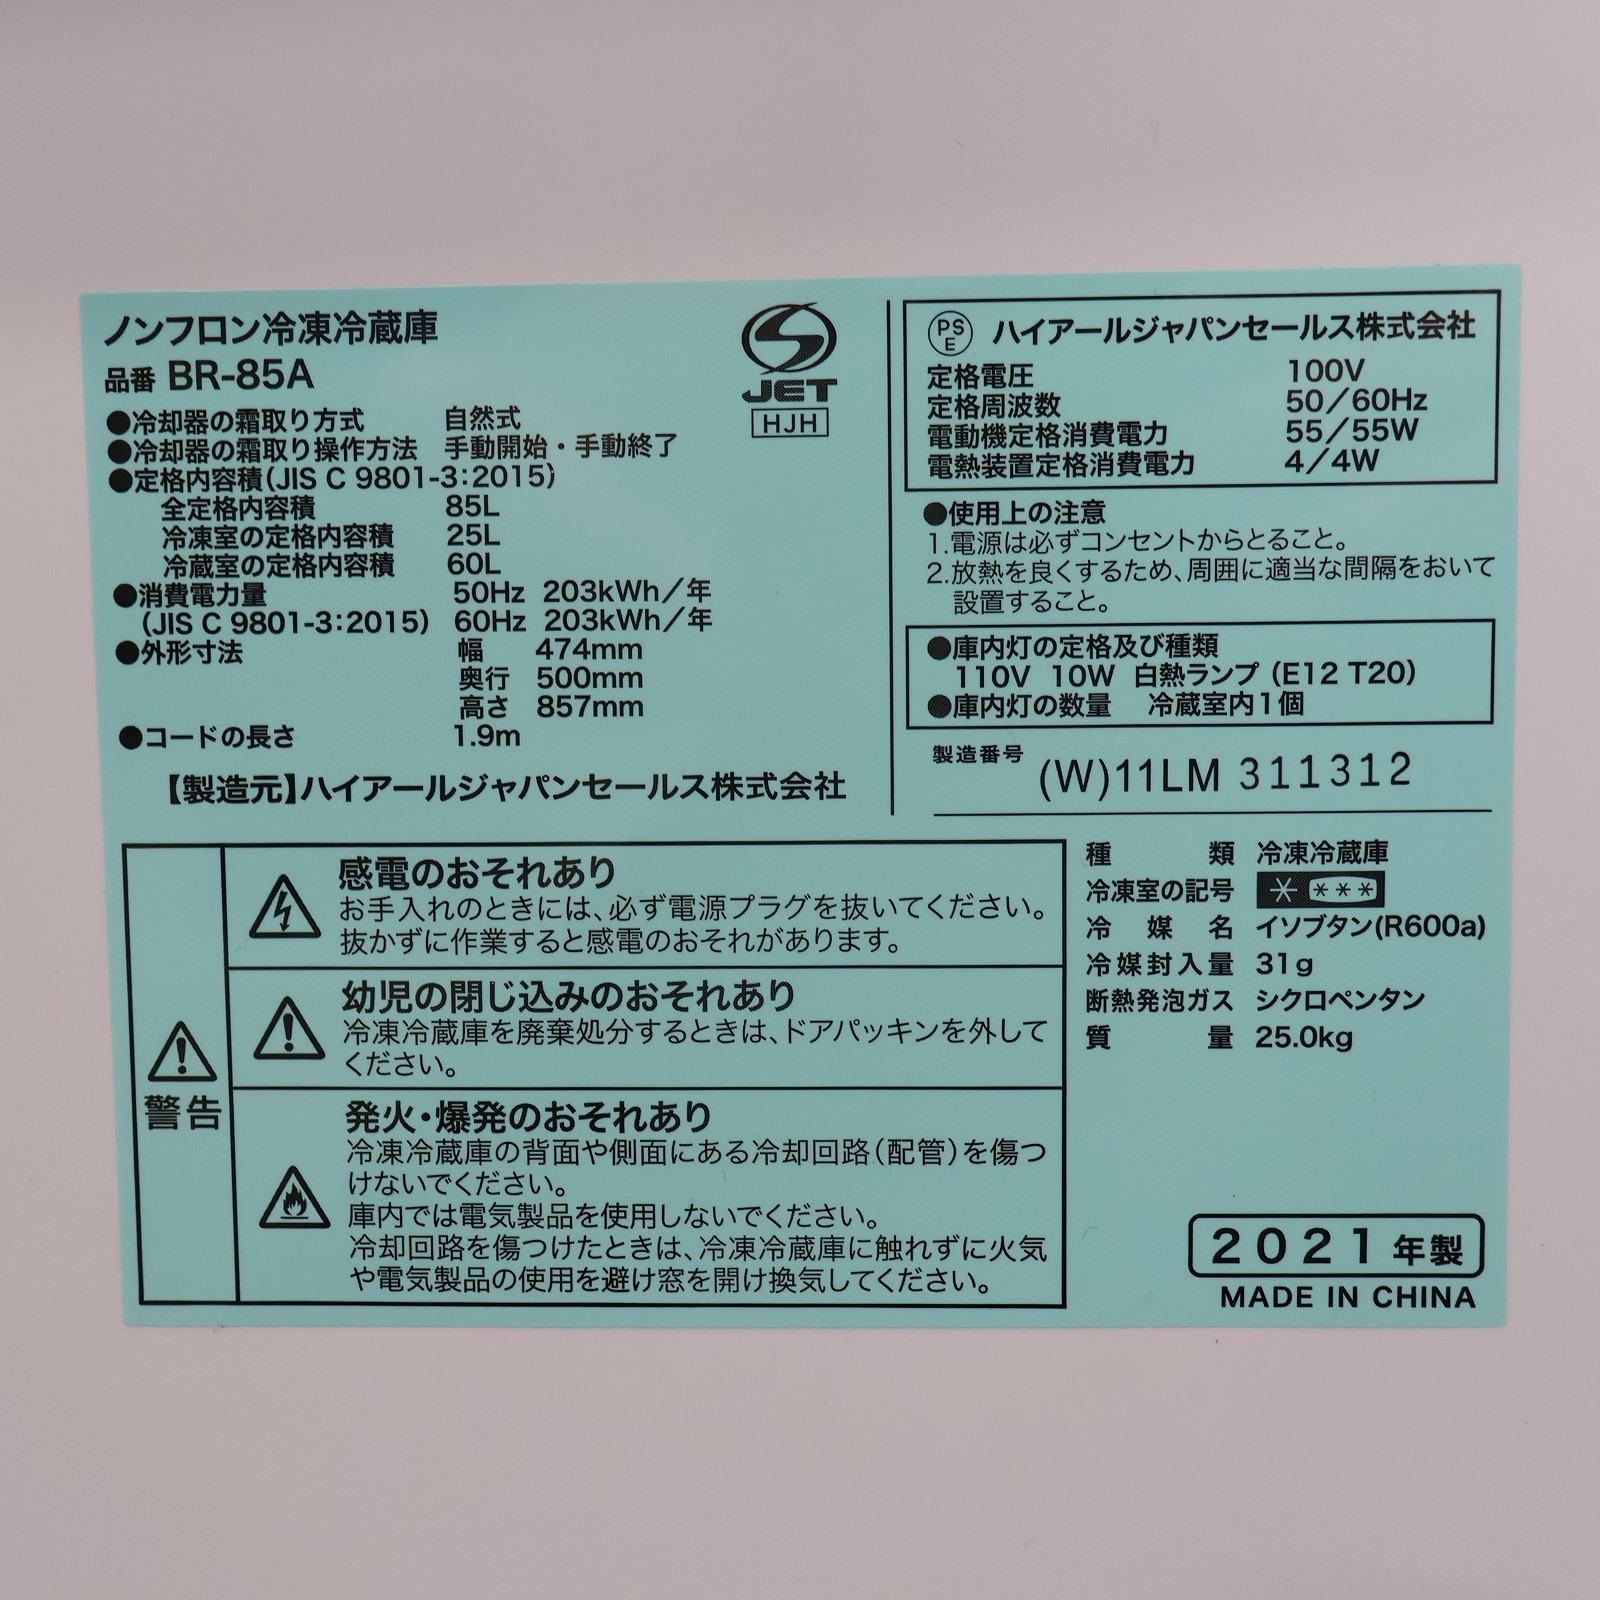 ノンフロン冷凍冷蔵庫
品番 BR-85A
●冷却器の霜取り方式 自然式
●冷却器の霜取り操作方法 手動開始・手動終了
●定格内容積(JIS C 9801-3:2015)
全定格内容積 85L
冷凍室の定格内容積 25L
冷蔵室の定格内容積 60L
●消費電力量 50Hz 203kWh/年
(JIS C 9801-3:2015) 60Hz 203kWh/年
●外形寸法 幅 474mm
奥行 500mm
高さ 857mm
●コードの長さ 1.9m
【製造元】ハイアールジャパンセールス株式会社
JET
HJH
PS
E
ハイアールジャパンセールス株式会社
定格電圧 100V
定格周波数 50/60Hz
電動機定格消費電力 55/55W
電熱装置定格消費電力 4/4W
●使用上の注意
1.電源は必ずコンセントからとること。
2.放熱を良くするため、周囲に適当な間隔をおいて
設置すること。
●庫内灯の定格及び種類
110V 10W 白熱ランプ (E12 T20)
●庫内灯の数量 冷蔵室内1個
製造番号 (W)11LM 311312
警告
感電のおそれあり
お手入れのときには、必ず電源プラグを抜いてください。
抜かずに作業すると感電のおそれがあります。
幼児の閉じ込みのおそれあり
冷凍冷蔵庫を廃棄処分するときは、ドアパッキンを外して
ください。
発火・爆発のおそれあり
冷凍冷蔵庫の背面や側面にある冷却回路(配管)を傷つ
けないでください。
庫内では電気製品を使用しないでください。
冷却回路を傷つけたときは、冷凍冷蔵庫に触れずに火気
や電気製品の使用を避け窓を開け換気してください。
種類 冷凍冷蔵庫
冷凍室の記号 * ***
冷媒名 イソブタン(R600a)
冷媒封入量 31g
断熱発泡ガス シクロペンタン
質量 25.0kg
2021年製
MADE IN CHINA